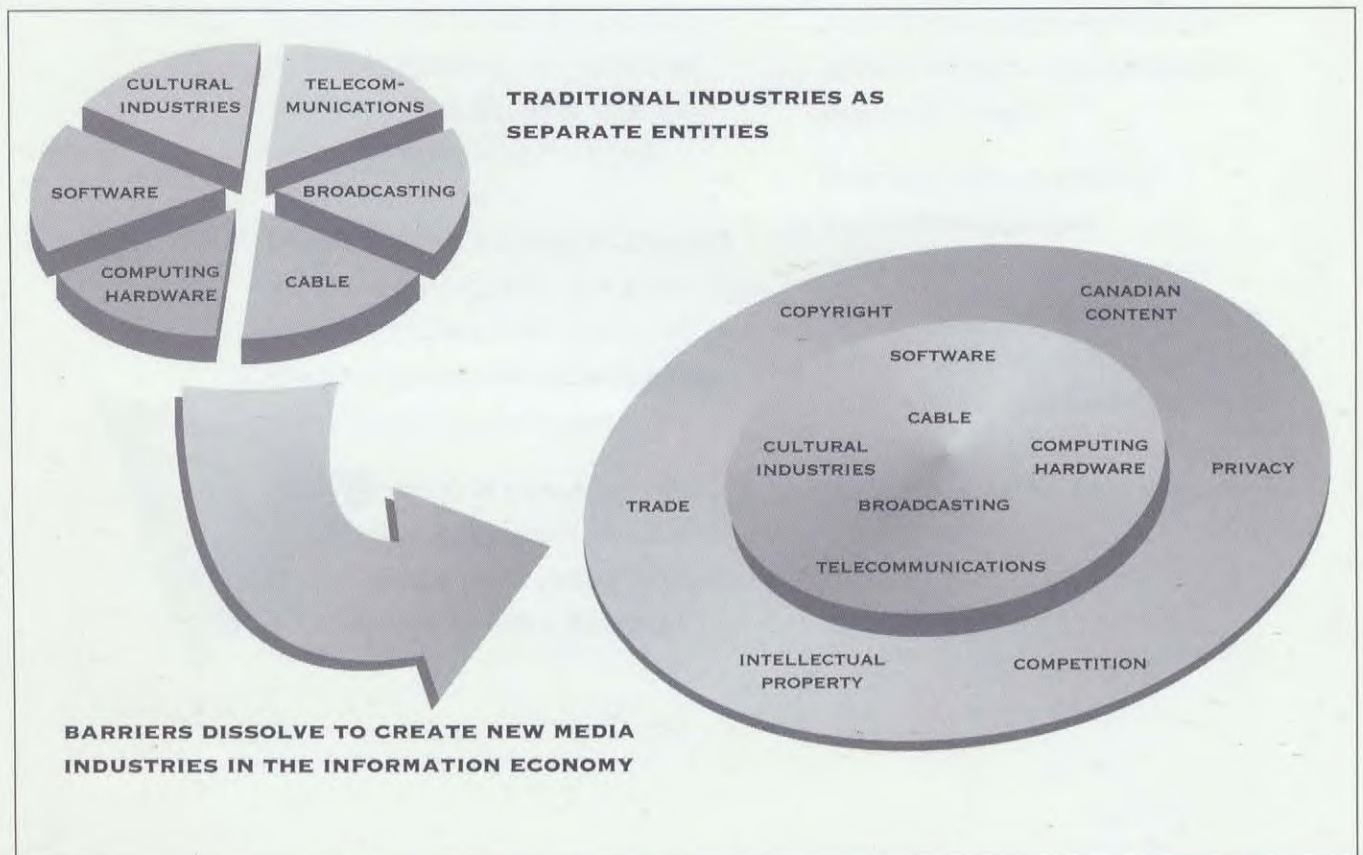 CULTURAL
INDUSTRIES
TELECOM-
MUNICATIONS
SOFTWARE
BROADCASTING
COMPUTING
HARDWARE
CABLE
TRADITIONAL INDUSTRIES AS
SEPARATE ENTITIES
COPYRIGHT
CANADIAN
CONTENT
SOFTWARE
CABLE
CULTURAL
INDUSTRIES
COMPUTING
HARDWARE
PRIVACY
TRADE
BROADCASTING
TELECOMMUNICATIONS
INTELLECTUAL
PROPERTY
COMPETITION
BARRIERS DISSOLVE TO CREATE NEW MEDIA
INDUSTRIES IN THE INFORMATION ECONOMY